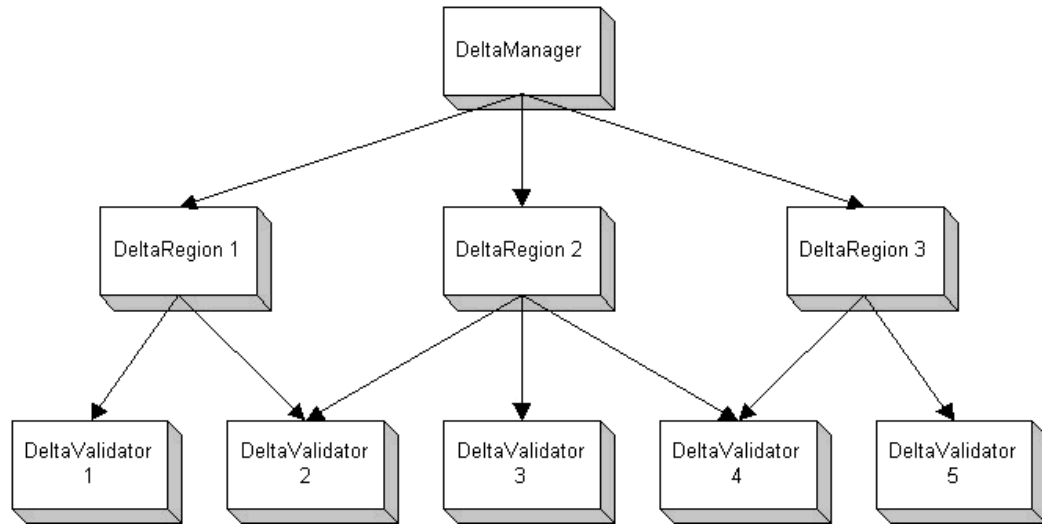 DeltaManager
DeltaRegion 1
DeltaRegion 2
DeltaRegion 3
DeltaValidator
1
DeltaValidator
2
DeltaValidator
3
DeltaValidator
4
DeltaValidator
5